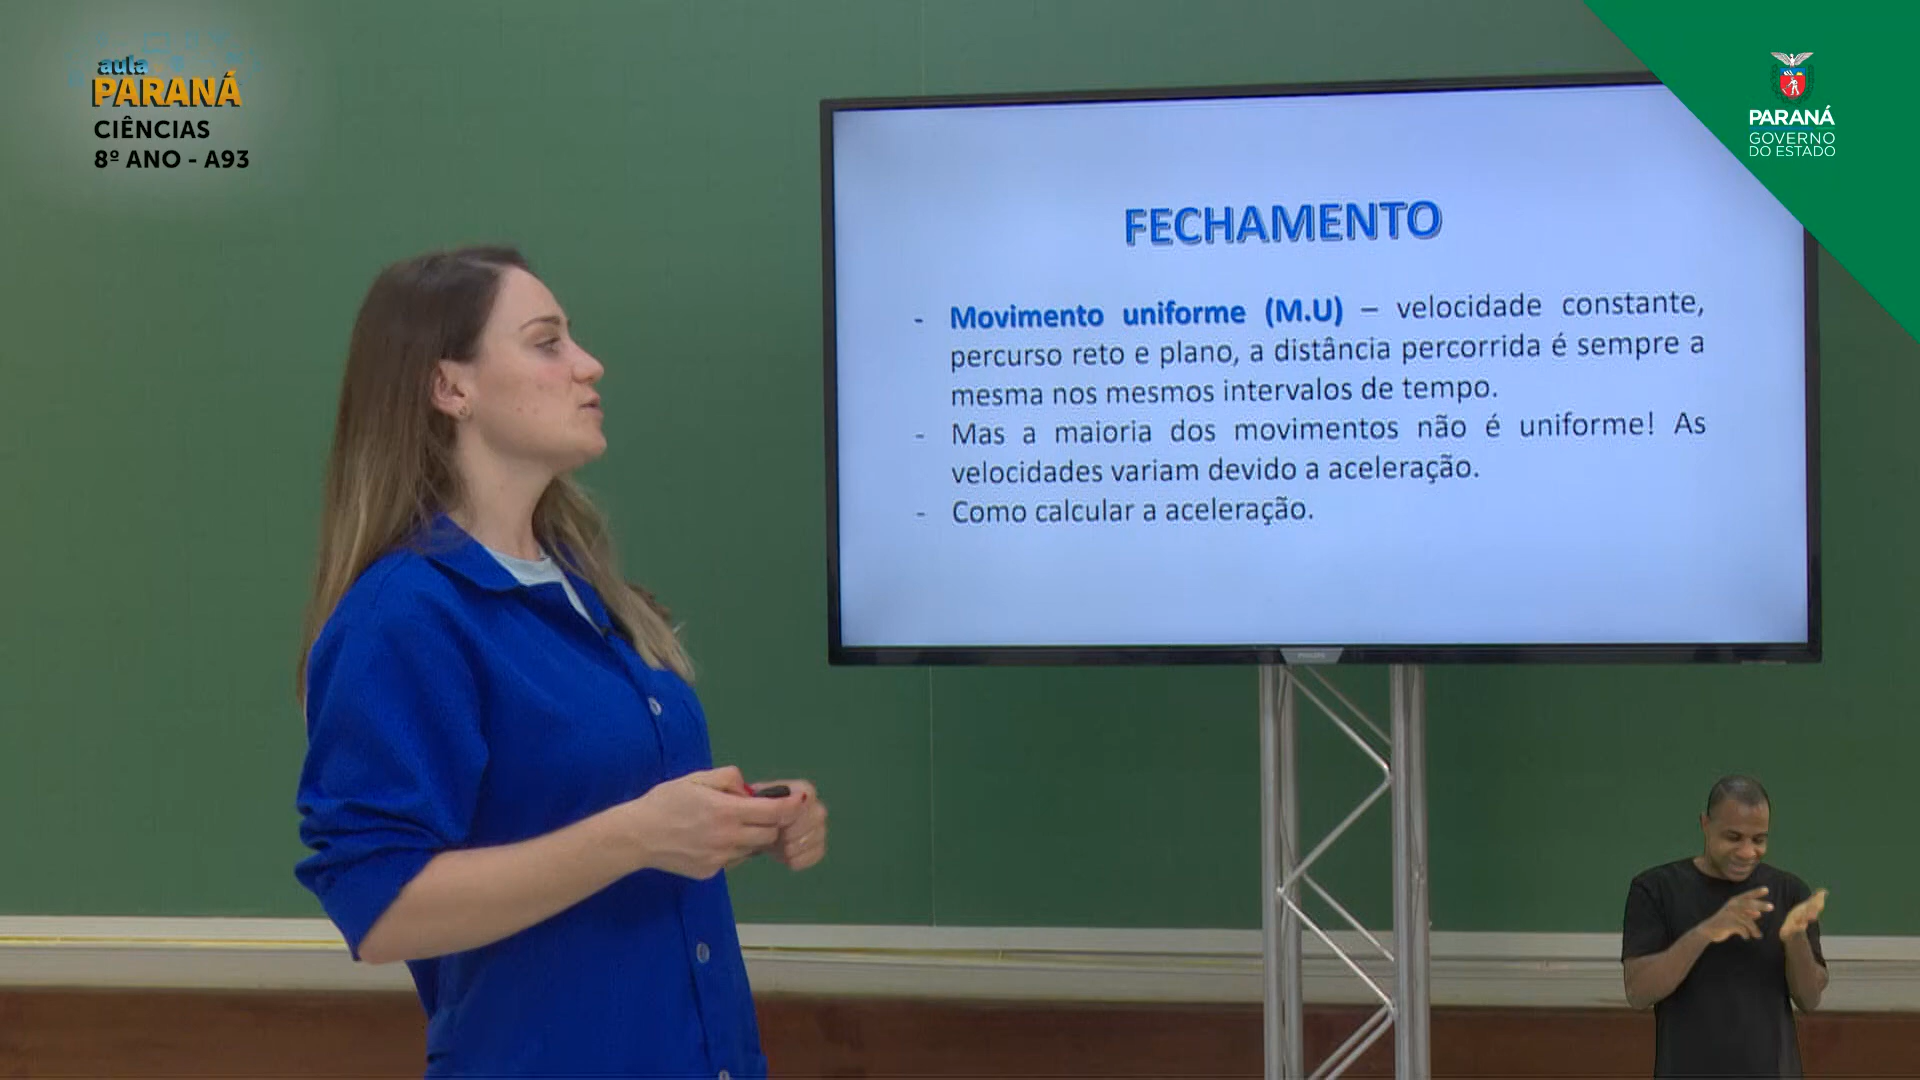 aula
PARANÁ
CIÊNCIAS
8º ANO - A93
PARANÁ
GOVERNO
DO ESTADO
FECHAMENTO
- Movimento uniforme (M.U) – velocidade constante,
percurso reto e plano, a distância percorrida é sempre a
mesma nos mesmos intervalos de tempo.
- Mas a maioria dos movimentos não é uniforme! As
velocidades variam devido a aceleração.
- Como calcular a aceleração.